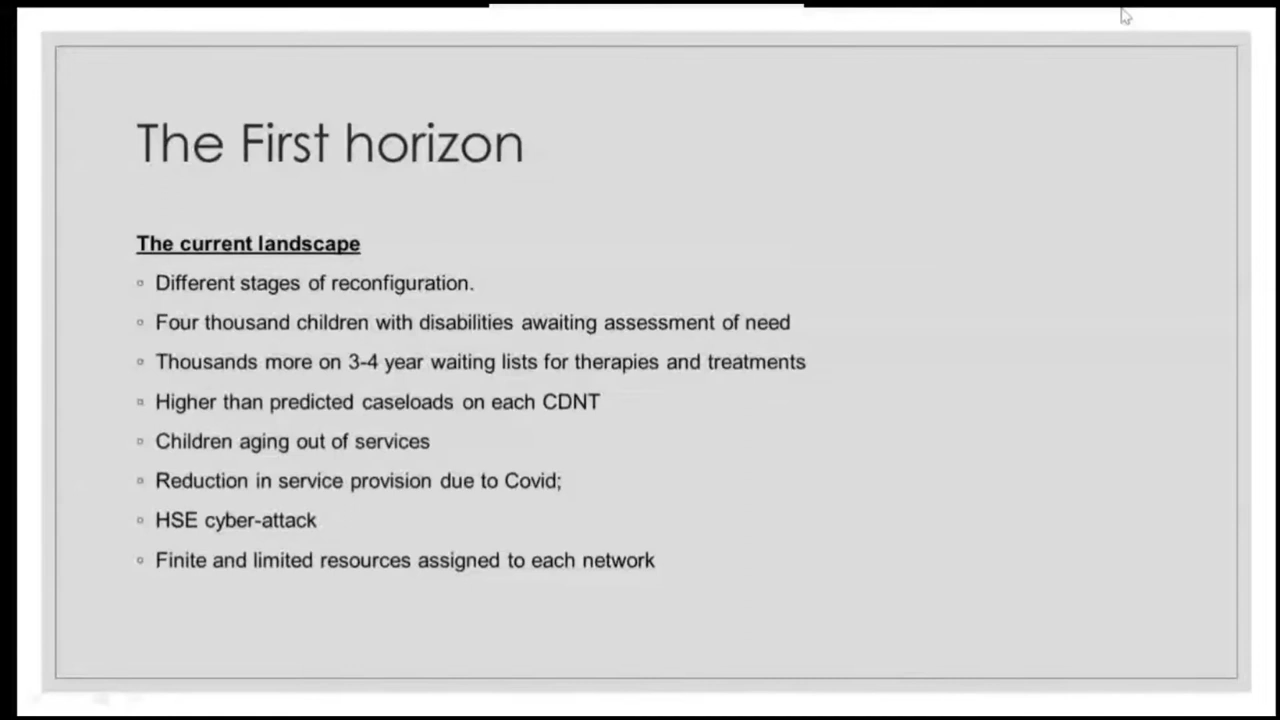 The First horizon
The current landscape
Different stages of reconfiguration.
Four thousand children with disabilities awaiting assessment of need
Thousands more on 3-4 year waiting lists for therapies and treatments
Higher than predicted caseloads on each CDNT
Children aging out of services
Reduction in service provision due to Covid;
HSE cyber-attack
Finite and limited resources assigned to each network